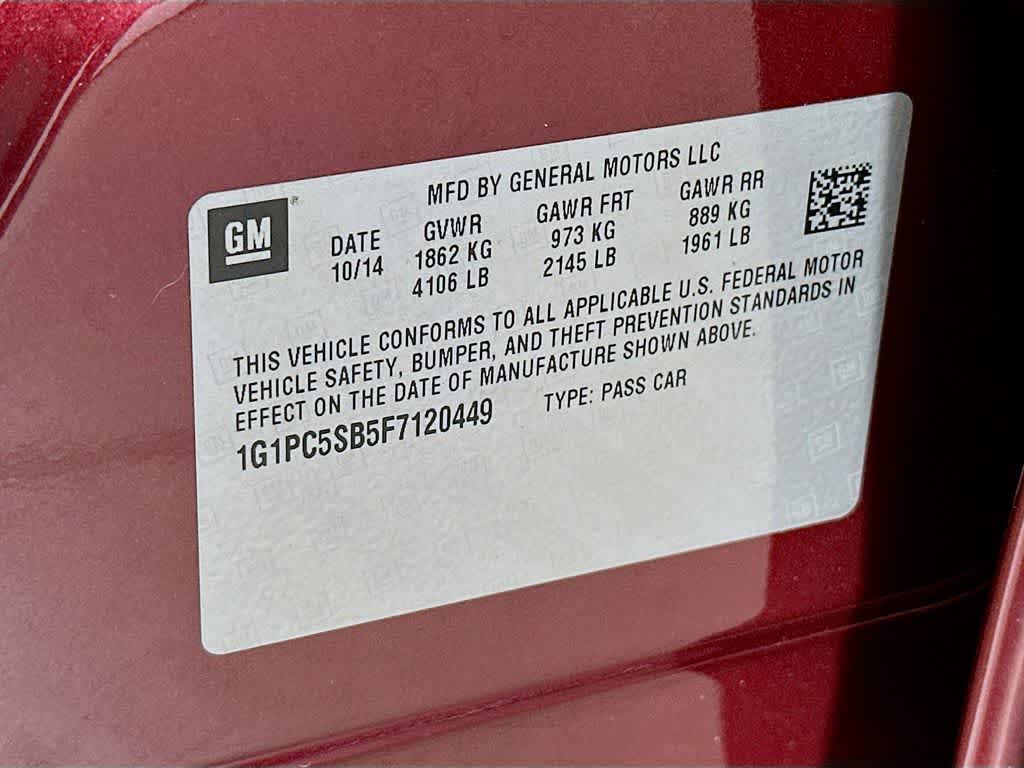 MFD BY GENERAL MOTORS LLC
GM®
DATE GVWR GAWR FRT GAWR RR
10/14 1862 KG 973 KG 889 KG
4106 LB 2145 LB 1961 LB
THIS VEHICLE CONFORMS TO ALL APPLICABLE U.S. FEDERAL MOTOR
VEHICLE SAFETY, BUMPER, AND THEFT PREVENTION STANDARDS IN
EFFECT ON THE DATE OF MANUFACTURE SHOWN ABOVE.
1G1PC5SB5F7120449 TYPE: PASS CAR